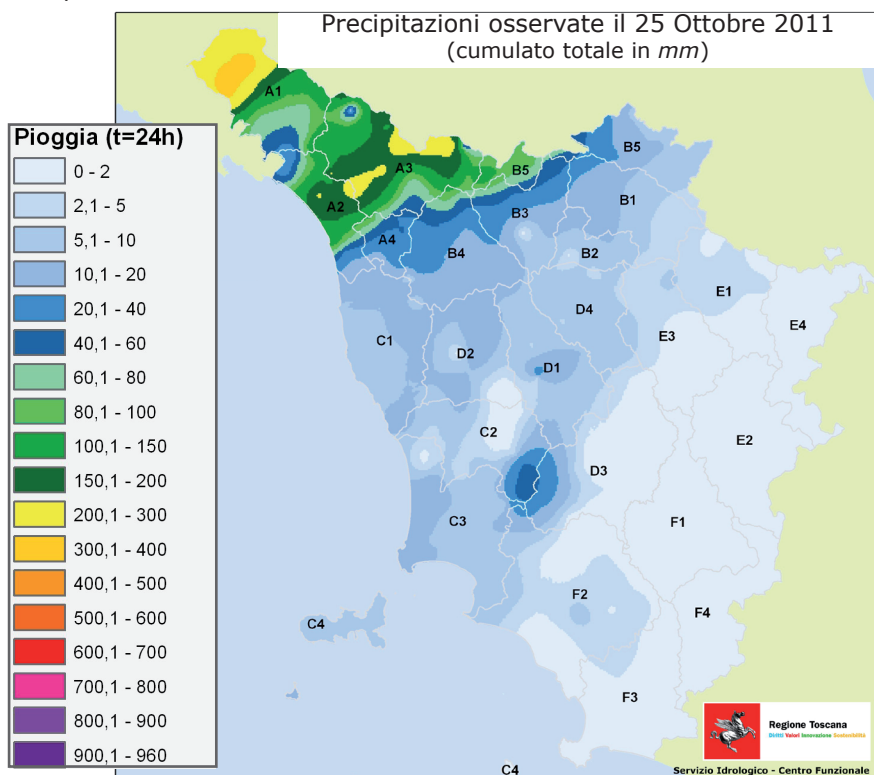 Precipitazioni osservate il 25 Ottobre 2011
(cumulato totale in mm)
Pioggia (t=24h)
0 - 2
2,1 - 5
5,1 - 10
10,1 - 20
20,1 - 40
40,1 - 60
60,1 - 80
80,1 - 100
100,1 - 150
150,1 - 200
200,1 - 300
300,1 - 400
400,1 - 500
500,1 - 600
600,1 - 700
700,1 - 800
800,1 - 900
900,1 - 960
A1
A3
A2
A4
B5
B5
B1
B3
B2
B4
E1
E4
E3
D4
C1
D2
D1
C2
E2
D3
C3
F1
F2
C4
F4
F3
C4
Regione Toscana
Diritti Valori Innovazione Sostenibilità
Servizio Idrologico - Centro Funzionale